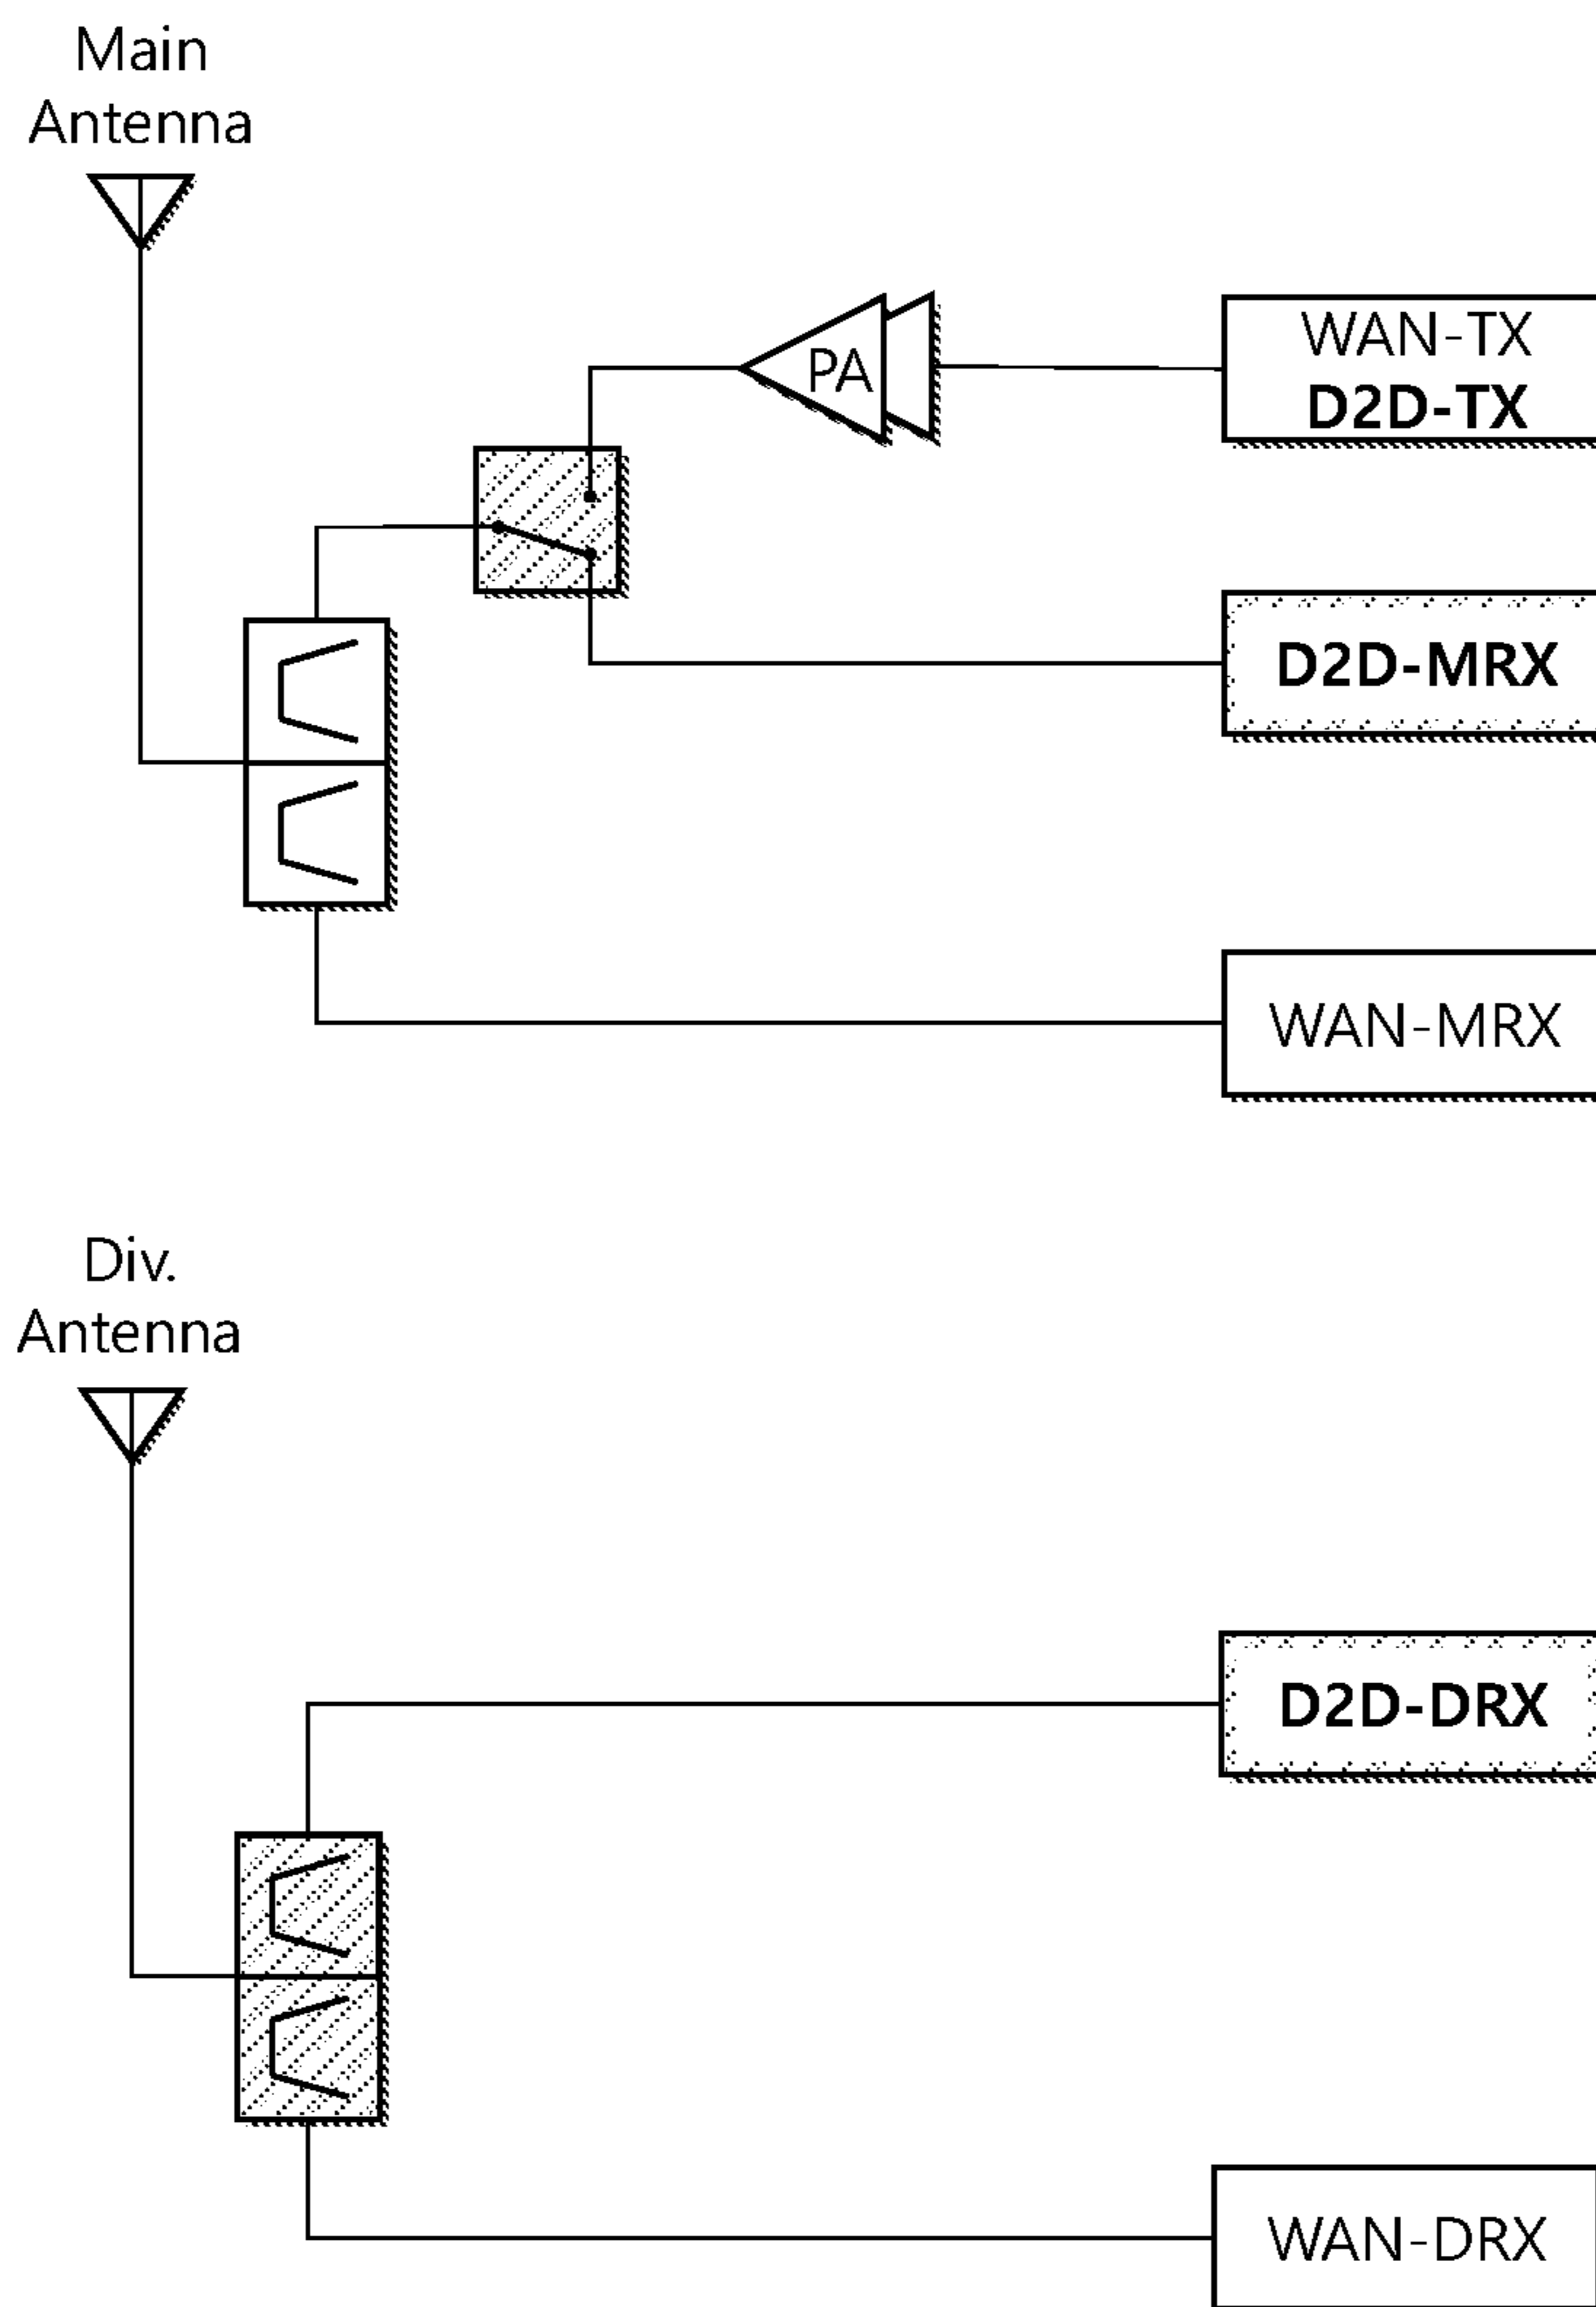 Main
Antenna
PA
WAN-TX
D2D-TX
D2D-MRX
WAN-MRX
Div.
Antenna
D2D-DRX
WAN-DRX